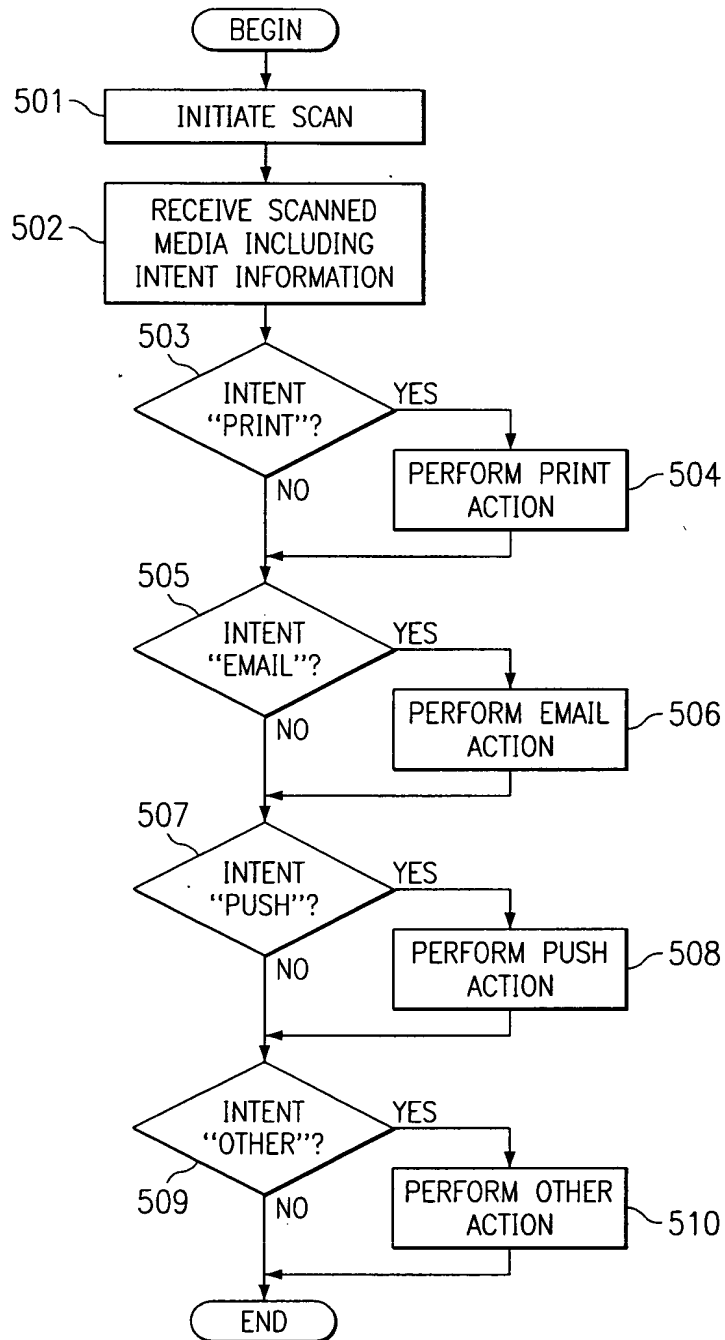 BEGIN
501
INITIATE SCAN
502
RECEIVE SCANNED
MEDIA INCLUDING
INTENT INFORMATION
503
INTENT
“PRINT”?
YES
NO
PERFORM PRINT
ACTION
504
505
INTENT
“EMAIL”?
YES
NO
PERFORM EMAIL
ACTION
506
507
INTENT
“PUSH”?
YES
NO
PERFORM PUSH
ACTION
508
INTENT
“OTHER”?
YES
509
NO
PERFORM OTHER
ACTION
510
END